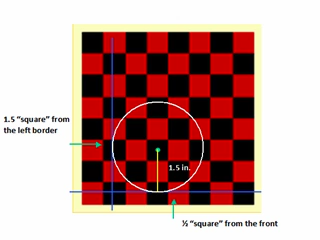 1.5 “square” from
the left border
1.5 in.
½ “square” from the front